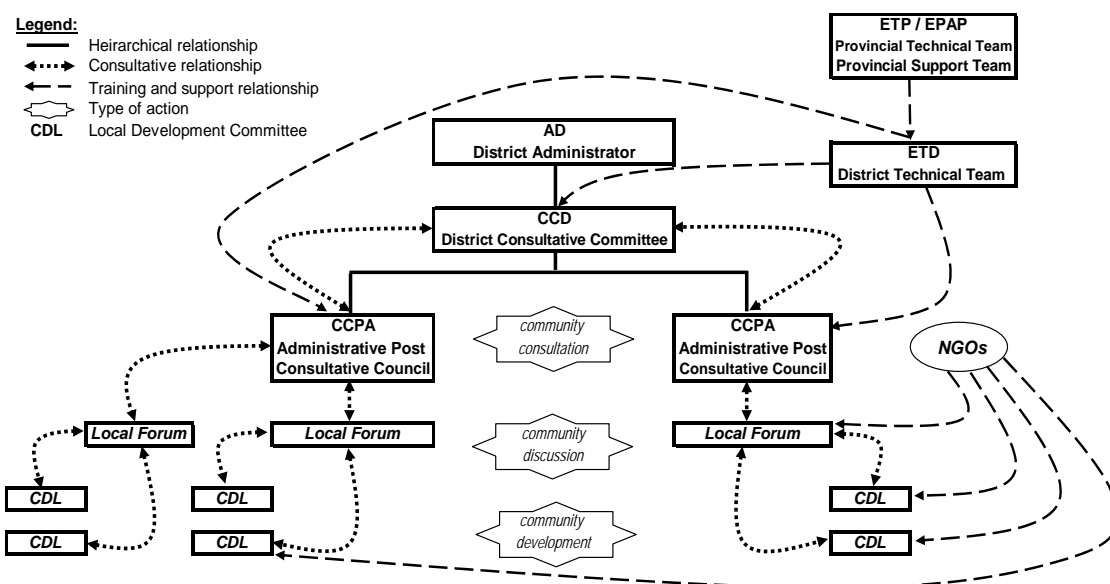 Legend:
Heirarchical relationship
Consultative relationship
Training and support relationship
Type of action
CDL Local Development Committee
ETP / EPAP
Provincial Technical Team
Provincial Support Team
AD
District Administrator
ETD
District Technical Team
CCD
District Consultative Committee
CCPA
Administrative Post
Consultative Council
community
consultation
CCPA
Administrative Post
Consultative Council
NGOs
Local Forum
Local Forum
community
discussion
Local Forum
CDL
CDL
CDL
CDL
CDL
community
development
CDL